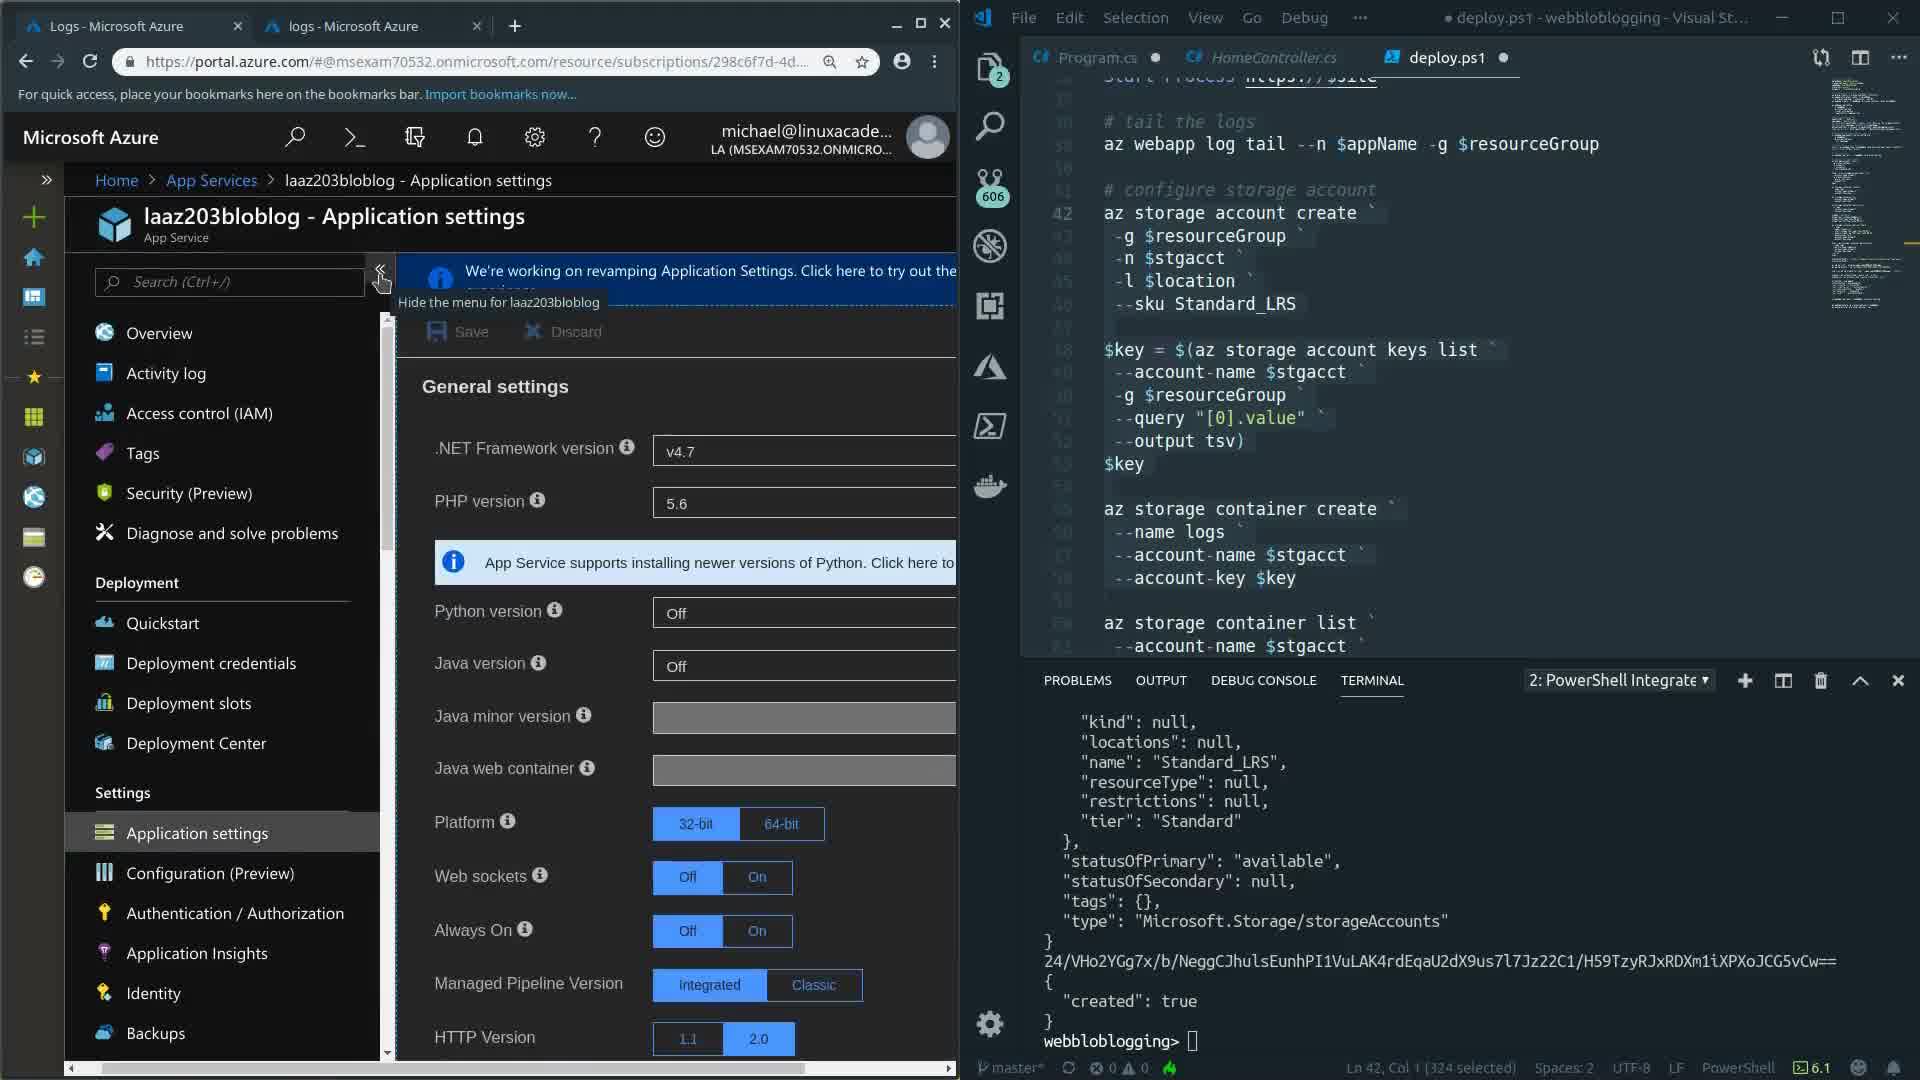 Logs - Microsoft Azure
logs - Microsoft Azure
https://portal.azure.com/#@msexam70532.onmicrosoft.com/resource/subscriptions/298c6f7d-4d...
For quick access, place your bookmarks here on the bookmarks bar. Import bookmarks now...
Microsoft Azure
michael@linuxacade...
LA (MSEXAM70532.ONMICRO...
Home > App Services > laaz203bloblog - Application settings
laaz203bloblog - Application settings
App Service
Search (Ctrl+/)
We're working on revamping Application Settings. Click here to try out the
Hide the menu for laaz203bloblog
Save
Discard
Overview
Activity log
Access control (IAM)
Tags
Security (Preview)
Diagnose and solve problems
Deployment
Quickstart
Deployment credentials
Deployment slots
Deployment Center
Settings
Application settings
Configuration (Preview)
Authentication / Authorization
Application Insights
Identity
Backups
General settings
.NET Framework version
v4.7
PHP version
5.6
App Service supports installing newer versions of Python. Click here to
Python version
Off
Java version
Off
Java minor version
Java web container
Platform
32-bit
64-bit
Web sockets
Off
On
Always On
Off
On
Managed Pipeline Version
Integrated
Classic
HTTP Version
1.1
2.0
File Edit Selection View Go Debug ···
● deploy.ps1 - webbloblogging - Visual St...
Program.cs
HomeController.cs
deploy.ps1
2
606
# tail the logs
az webapp log tail --n $appName -g $resourceGroup
# configure storage account
42
az storage account create `
-g $resourceGroup `
-n $stgacct `
-l $location `
--sku Standard_LRS
$key = $(az storage account keys list `
--account-name $stgacct `
-g $resourceGroup `
--query "[0].value" `
--output tsv)
$key
az storage container create `
--name logs `
--account-name $stgacct `
--account-key $key
az storage container list `
--account-name $stgacct `
PROBLEMS
OUTPUT
DEBUG CONSOLE
TERMINAL
2: PowerShell Integrate
"kind": null,
"locations": null,
"name": "Standard_LRS",
"resourceType": null,
"restrictions": null,
"tier": "Standard"
},
"statusOfPrimary": "available",
"statusOfSecondary": null,
"tags": {},
"type": "Microsoft.Storage/storageAccounts"
}
24/VHo2YGg7x/b/NeggCJhulsEunhPI1VuLAK4rdEqaU2dX9us7l7Jz22C1/H59TzyRJxRDXm1iXPXoJCG5vCw==
{
"created": true
}
webbloblogging>
master*
0
0
Ln 42, Col 1 (324 selected)
Spaces: 2
UTF-8
LF
PowerShell
6.1